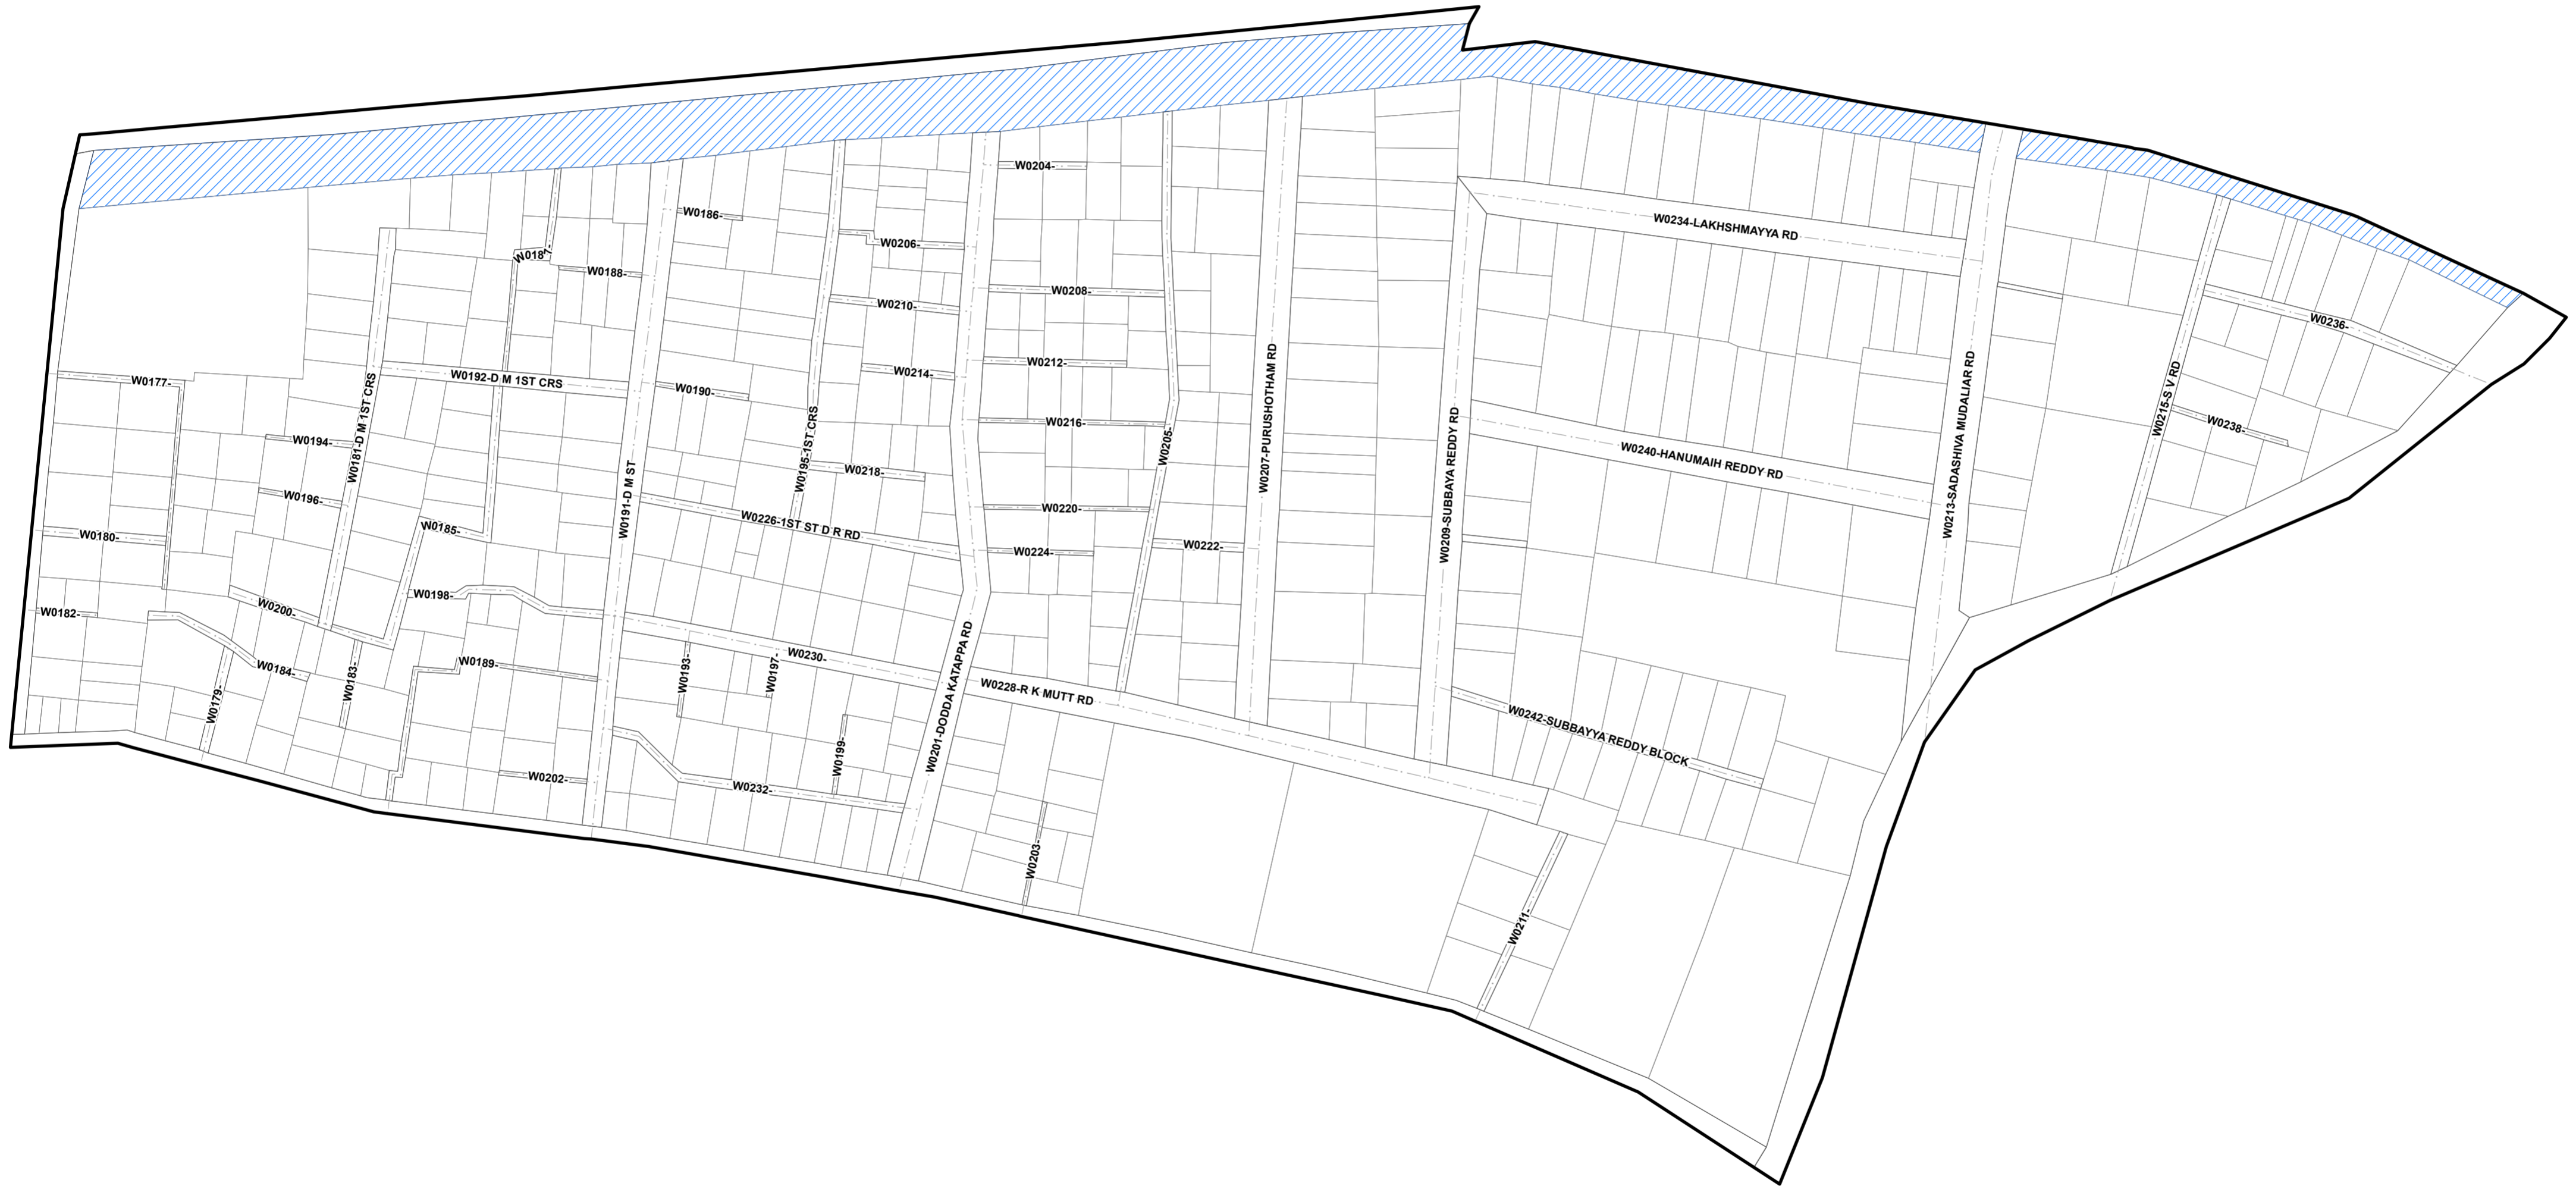 W0204-
W0186-
W0234-LAKHSHMAYYA RD
W0206-
W0187-
W0188-
W0208-
W0210-
W0236-
W0212-
W0214-
W0177-
W0192-D M 1ST CRS
W0190-
W0181-D M 1ST CRS
W0207-PURUSHOTHAM RD
W0213-SADASHIVA MUDALIAR RD
W0215-S V RD
W0216-
W0238-
W0194-
W0195-1ST CRS
W0205-
W0209-SUBBAYA REDDY RD
W0240-HANUMAIH REDDY RD
W0218-
W0191-D M ST
W0196-
W0220-
W0185-
W0226-1ST ST D R RD
W0180-
W0222-
W0224-
W0198-
W0200-
W0182-
W0230-
W0201-DODDA KATAPPA RD
W0189-
W0184-
W0183-
W0193-
W0197-
W0228-R K MUTT RD
W0179-
W0242-SUBBAYYA REDDY BLOCK
W0199-
W0202-
W0232-
W0203-
W0211-